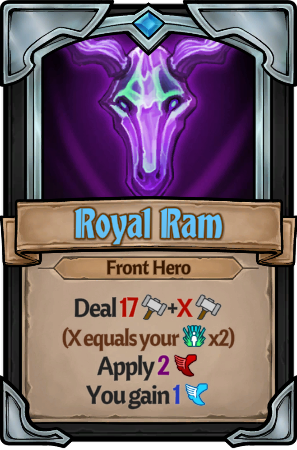 Royal Ram
Front Hero
Deal 17 +X
(X equals your x2)
Apply 2
You gain 1